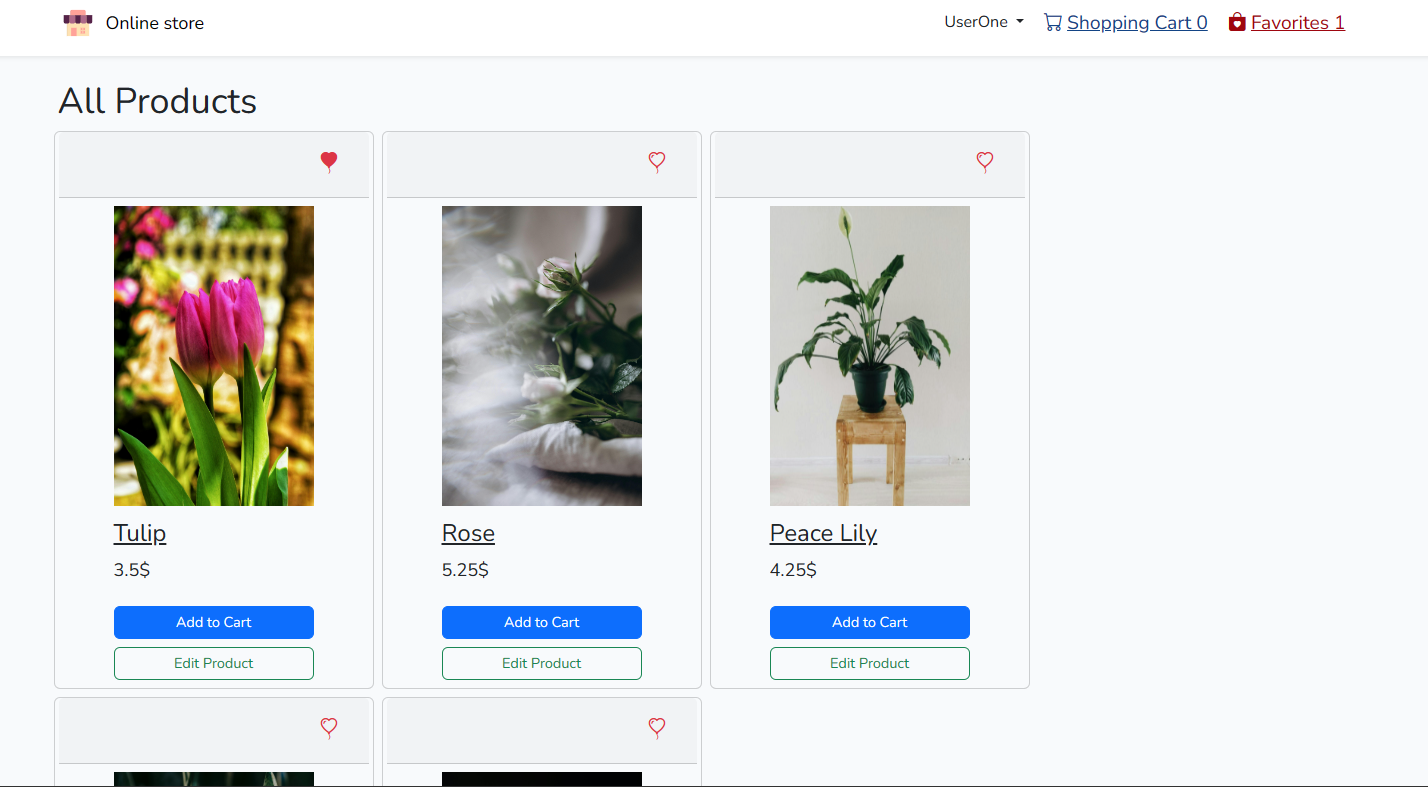 Online store
UserOne
Shopping Cart 0
Favorites 1
All Products
Tulip
3.5$
Add to Cart
Edit Product
Rose
5.25$
Add to Cart
Edit Product
Peace Lily
4.25$
Add to Cart
Edit Product